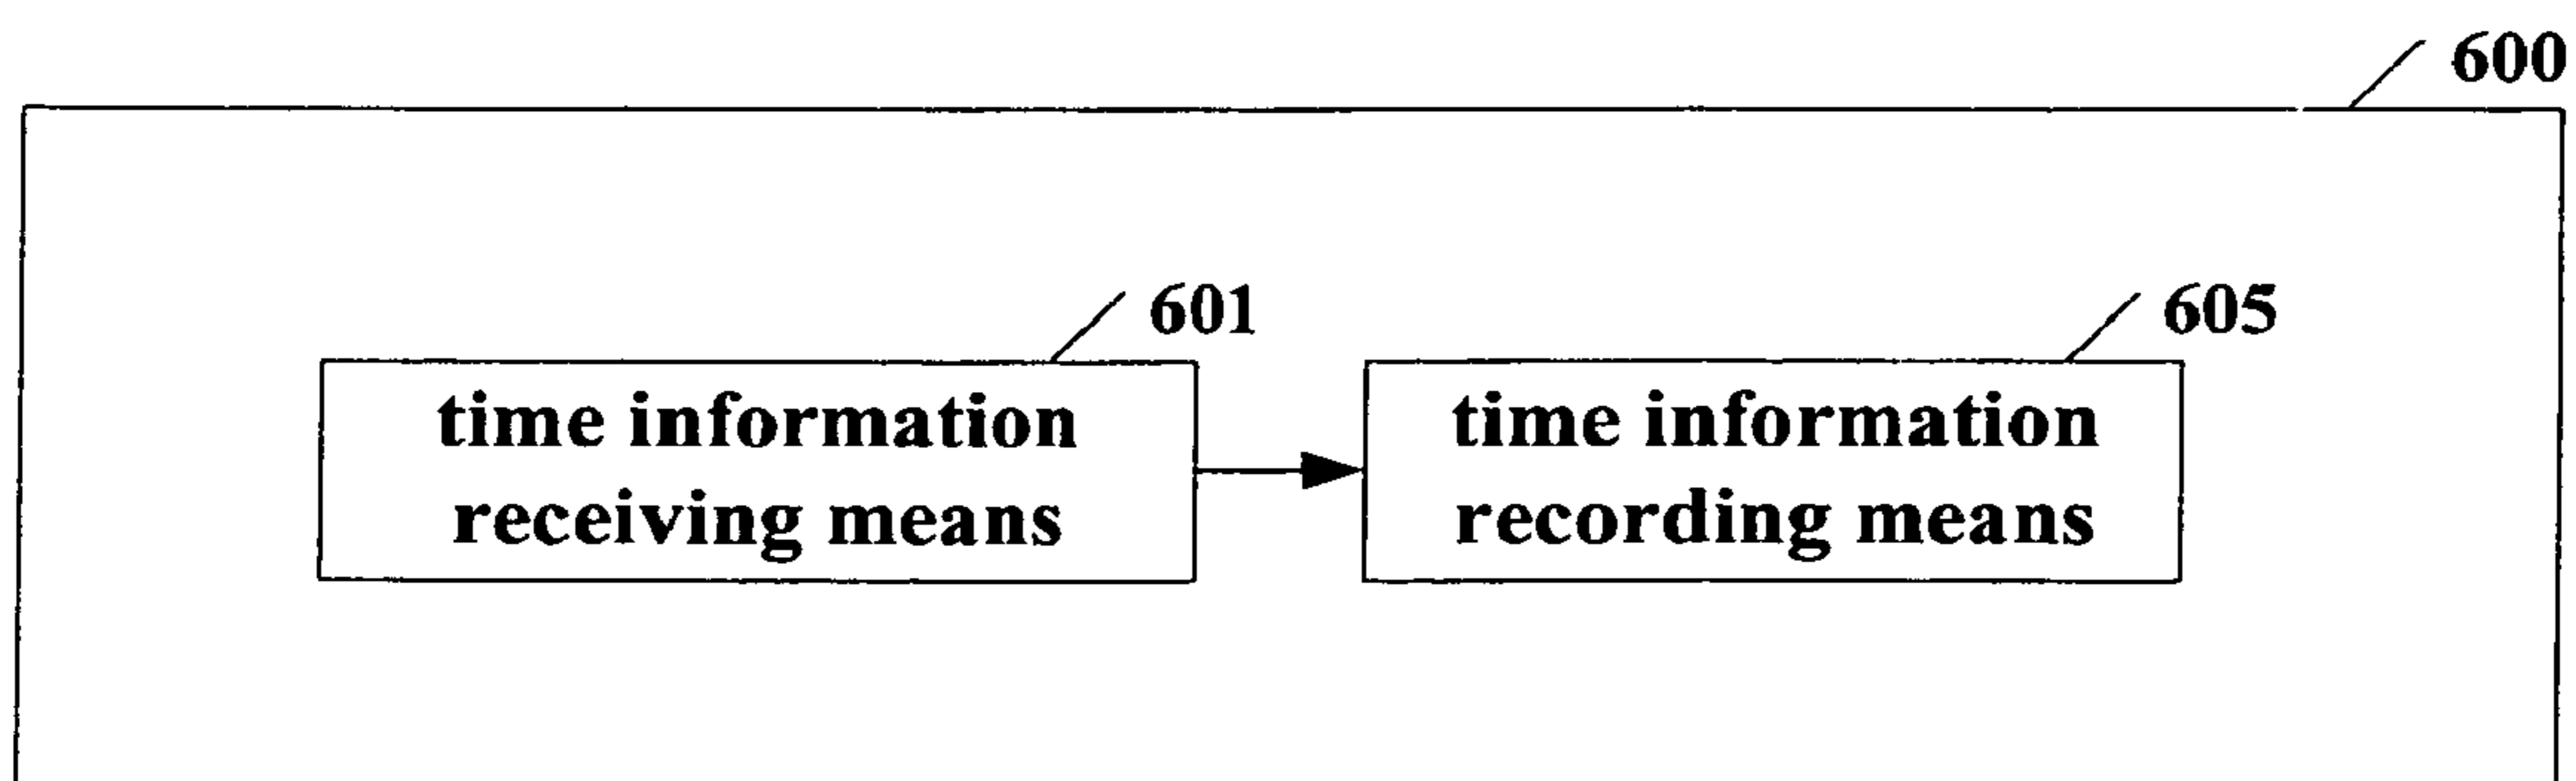 600
601
605
time information
receiving means
time information
recording means